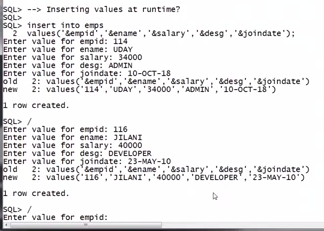 SQL> --> Inserting values at runtime?
SQL>
SQL> insert into emps
2 values('&empid','&ename','&salary','&desg','&joindate');
Enter value for empid: 114
Enter value for ename: UDAY
Enter value for salary: 34000
Enter value for desg: ADMIN
Enter value for joindate: 10-OCT-18
old 2: values('&empid','&ename','&salary','&desg','&joindate')
new 2: values('114','UDAY','34000','ADMIN','10-OCT-18')
1 row created.
SQL> /
Enter value for empid: 116
Enter value for ename: JILANI
Enter value for salary: 40000
Enter value for desg: DEVELOPER
Enter value for joindate: 23-MAY-10
old 2: values('&empid','&ename','&salary','&desg','&joindate')
new 2: values('116','JILANI','40000','DEVELOPER','23-MAY-10')
1 row created.
SQL> /
Enter value for empid: